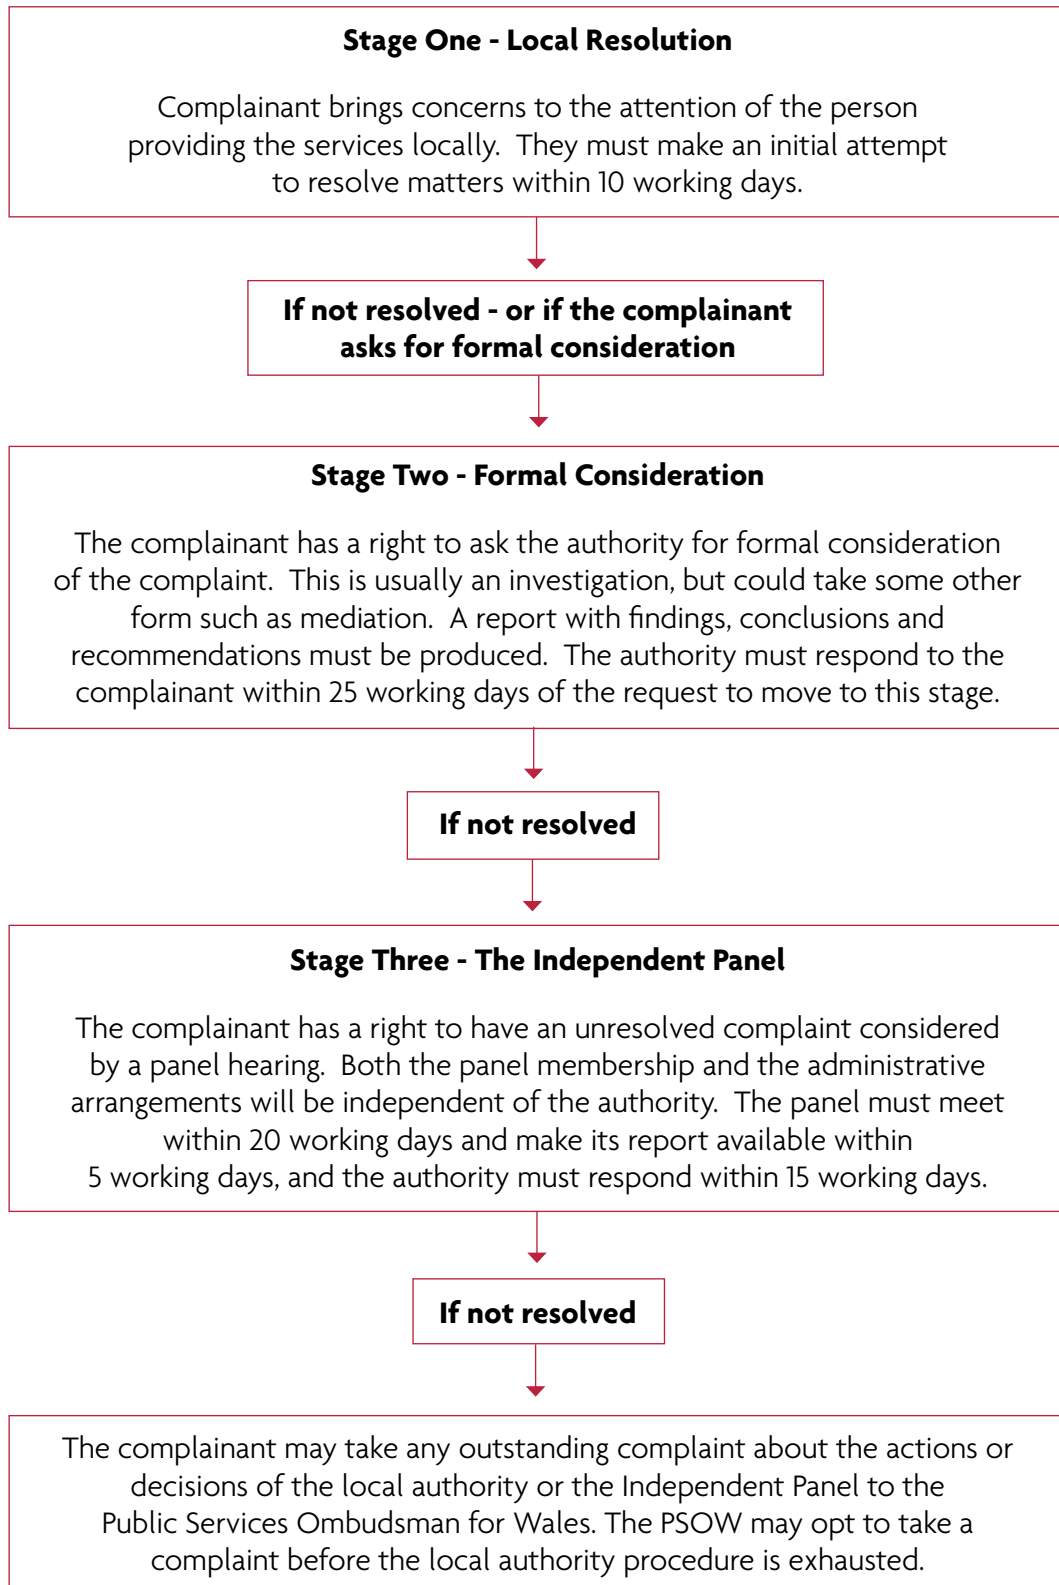 Stage One - Local Resolution
Complainant brings concerns to the attention of the person
providing the services locally.  They must make an initial attempt
to resolve matters within 10 working days.
If not resolved - or if the complainant
asks for formal consideration
Stage Two - Formal Consideration
The complainant has a right to ask the authority for formal consideration
of the complaint.  This is usually an investigation, but could take some other
form such as mediation.  A report with findings, conclusions and
recommendations must be produced.  The authority must respond to the
complainant within 25 working days of the request to move to this stage.
If not resolved
Stage Three - The Independent Panel
The complainant has a right to have an unresolved complaint considered
by a panel hearing.  Both the panel membership and the administrative
arrangements will be independent of the authority.  The panel must meet
within 20 working days and make its report available within
5 working days, and the authority must respond within 15 working days.
If not resolved
The complainant may take any outstanding complaint about the actions or
decisions of the local authority or the Independent Panel to the
Public Services Ombudsman for Wales. The PSOW may opt to take a
complaint before the local authority procedure is exhausted.